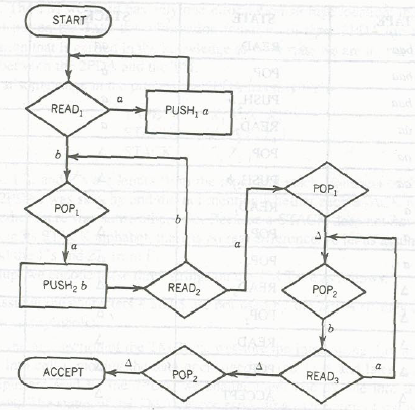 START
READ₁
a
PUSH₁ a
b
POP₁
POP₁
a
b
a
Δ
PUSH₂ b
READ₂
POP₂
b
ACCEPT
Δ
POP₂
Δ
READ₃
a